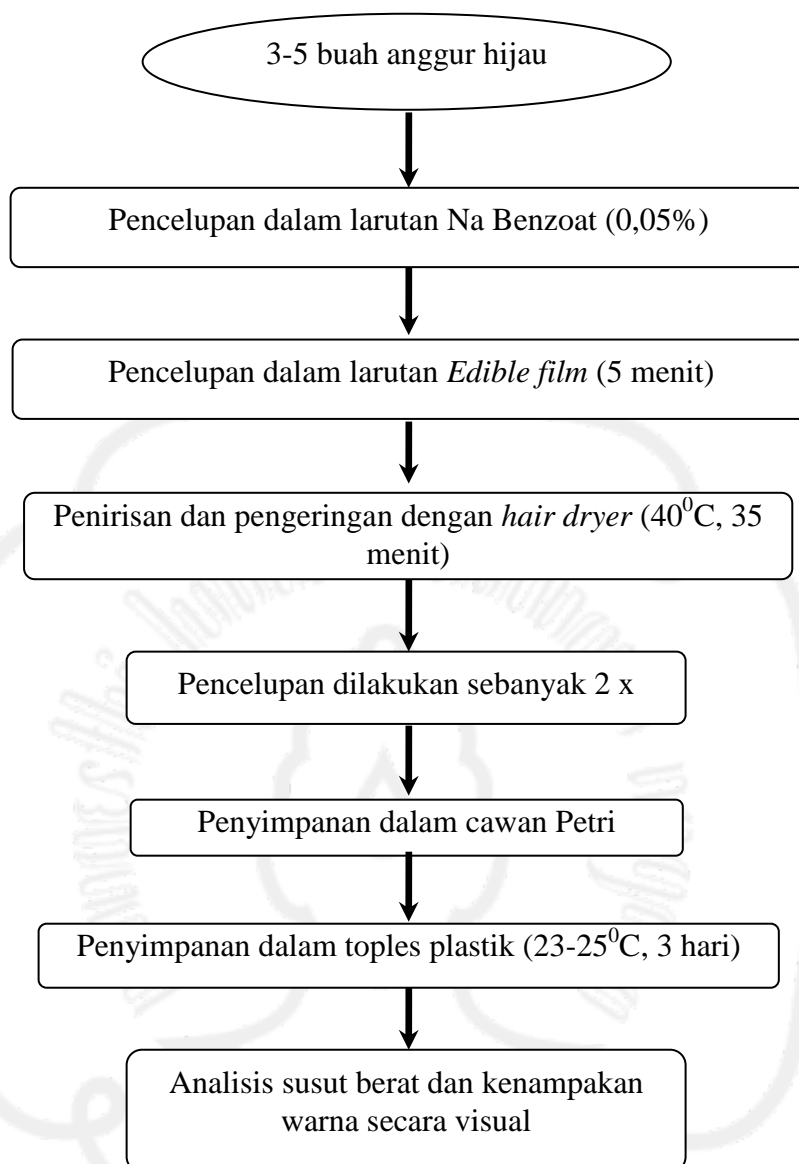 3-5 buah anggur hijau
Pencelupan dalam larutan Na Benzoat (0,05%)
Pencelupan dalam larutan Edible film (5 menit)
Penirisan dan pengeringan dengan hair dryer (40⁰C, 35
menit)
Pencelupan dilakukan sebanyak 2 x
Penyimpanan dalam cawan Petri
Penyimpanan dalam toples plastik (23-25⁰C, 3 hari)
Analisis susut berat dan kenampakan
warna secara visual